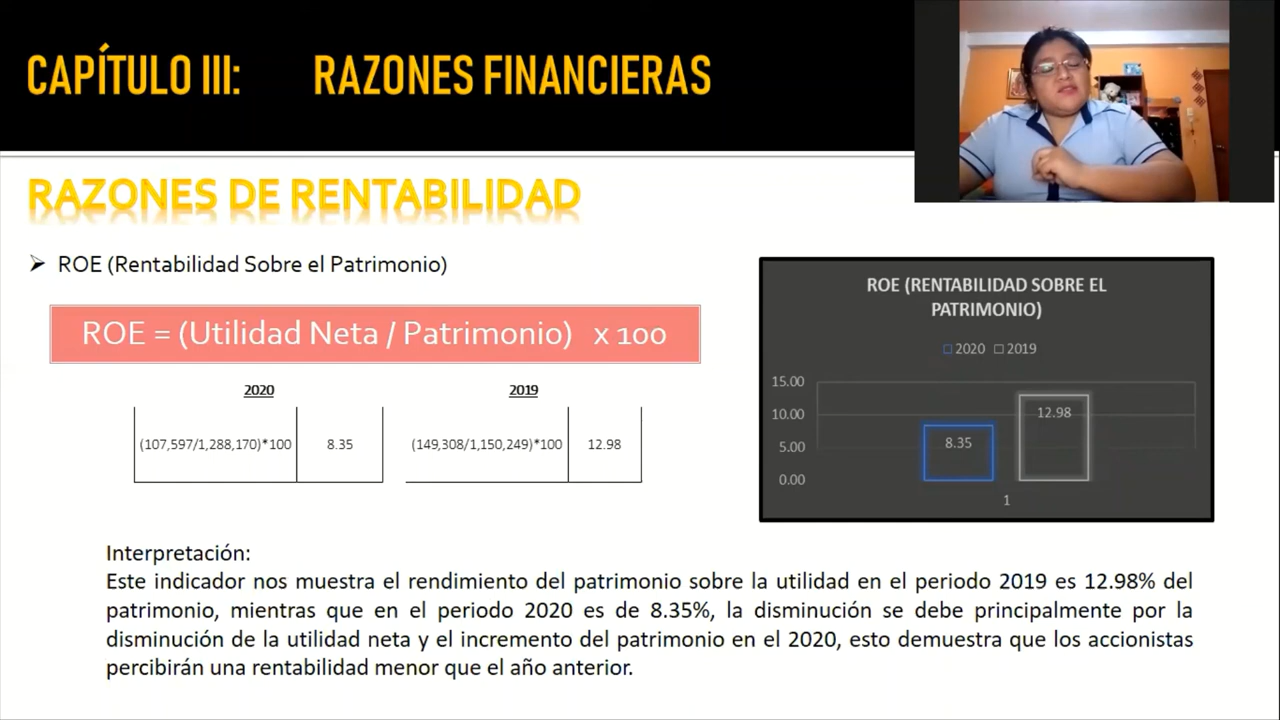 CAPÍTULO III: RAZONES FINANCIERAS
RAZONES DE RENTABILIDAD
➢ ROE (Rentabilidad Sobre el Patrimonio)
ROE = (Utilidad Neta / Patrimonio) x 100
2020
2019
(107,597/1,288,170)*100 8.35
(149,308/1,150,249)*100 12.98
ROE (RENTABILIDAD SOBRE EL
PATRIMONIO)
2020 2019
15.00
10.00
5.00
0.00
8.35
12.98
1
Interpretación:
Este indicador nos muestra el rendimiento del patrimonio sobre la utilidad en el periodo 2019 es 12.98% del
patrimonio, mientras que en el periodo 2020 es de 8.35%, la disminución se debe principalmente por la
disminución de la utilidad neta y el incremento del patrimonio en el 2020, esto demuestra que los accionistas
percibirán una rentabilidad menor que el año anterior.